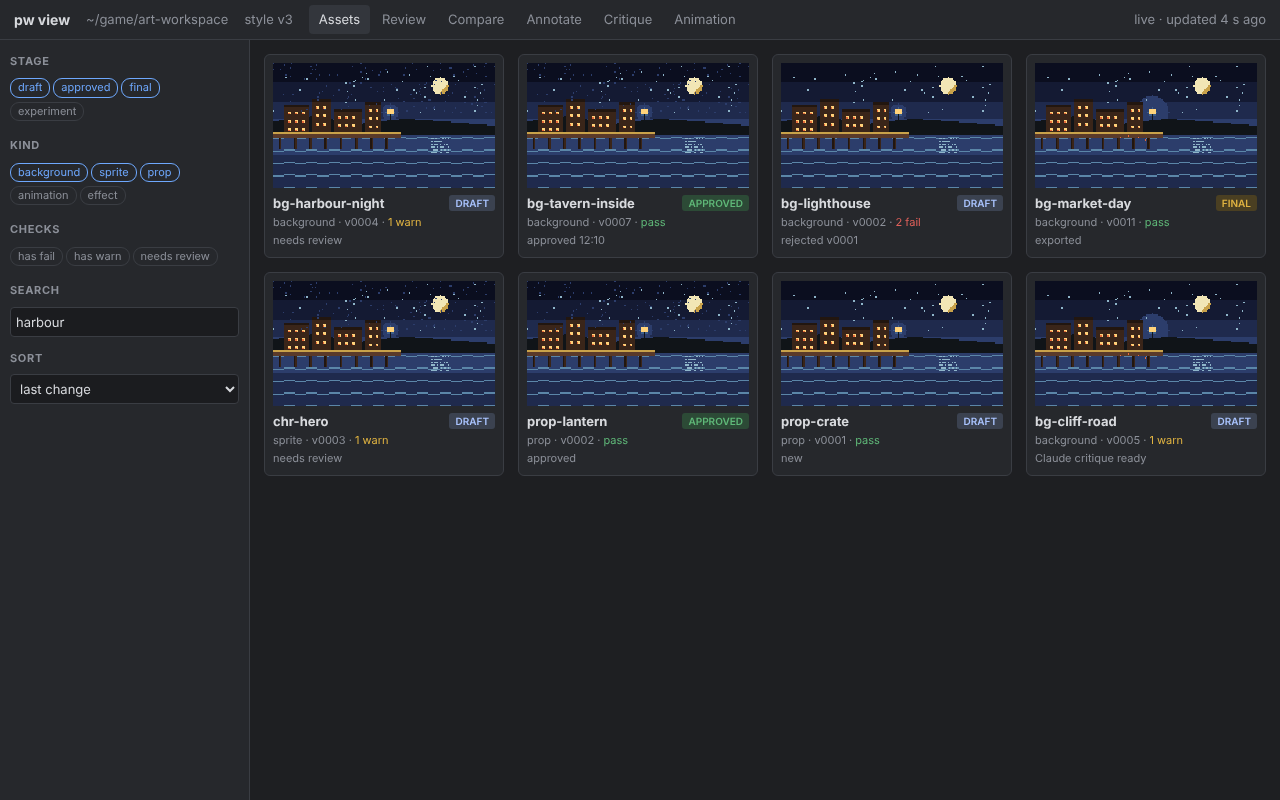 pw view ~/game/art-workspace style v3 Assets Review Compare Annotate Critique Animation live · updated 4 s ago
STAGE
draft approved final
experiment
KIND
background sprite prop
animation effect
CHECKS
has fail has warn needs review
SEARCH
harbour
SORT
last change
bg-harbour-night DRAFT
background · v0004 · 1 warn
needs review
bg-tavern-inside APPROVED
background · v0007 · pass
approved 12:10
bg-lighthouse DRAFT
background · v0002 · 2 fail
rejected v0001
bg-market-day FINAL
background · v0011 · pass
exported
chr-hero DRAFT
sprite · v0003 · 1 warn
needs review
prop-lantern APPROVED
prop · v0002 · pass
approved
prop-crate DRAFT
prop · v0001 · pass
new
bg-cliff-road DRAFT
background · v0005 · 1 warn
Claude critique ready